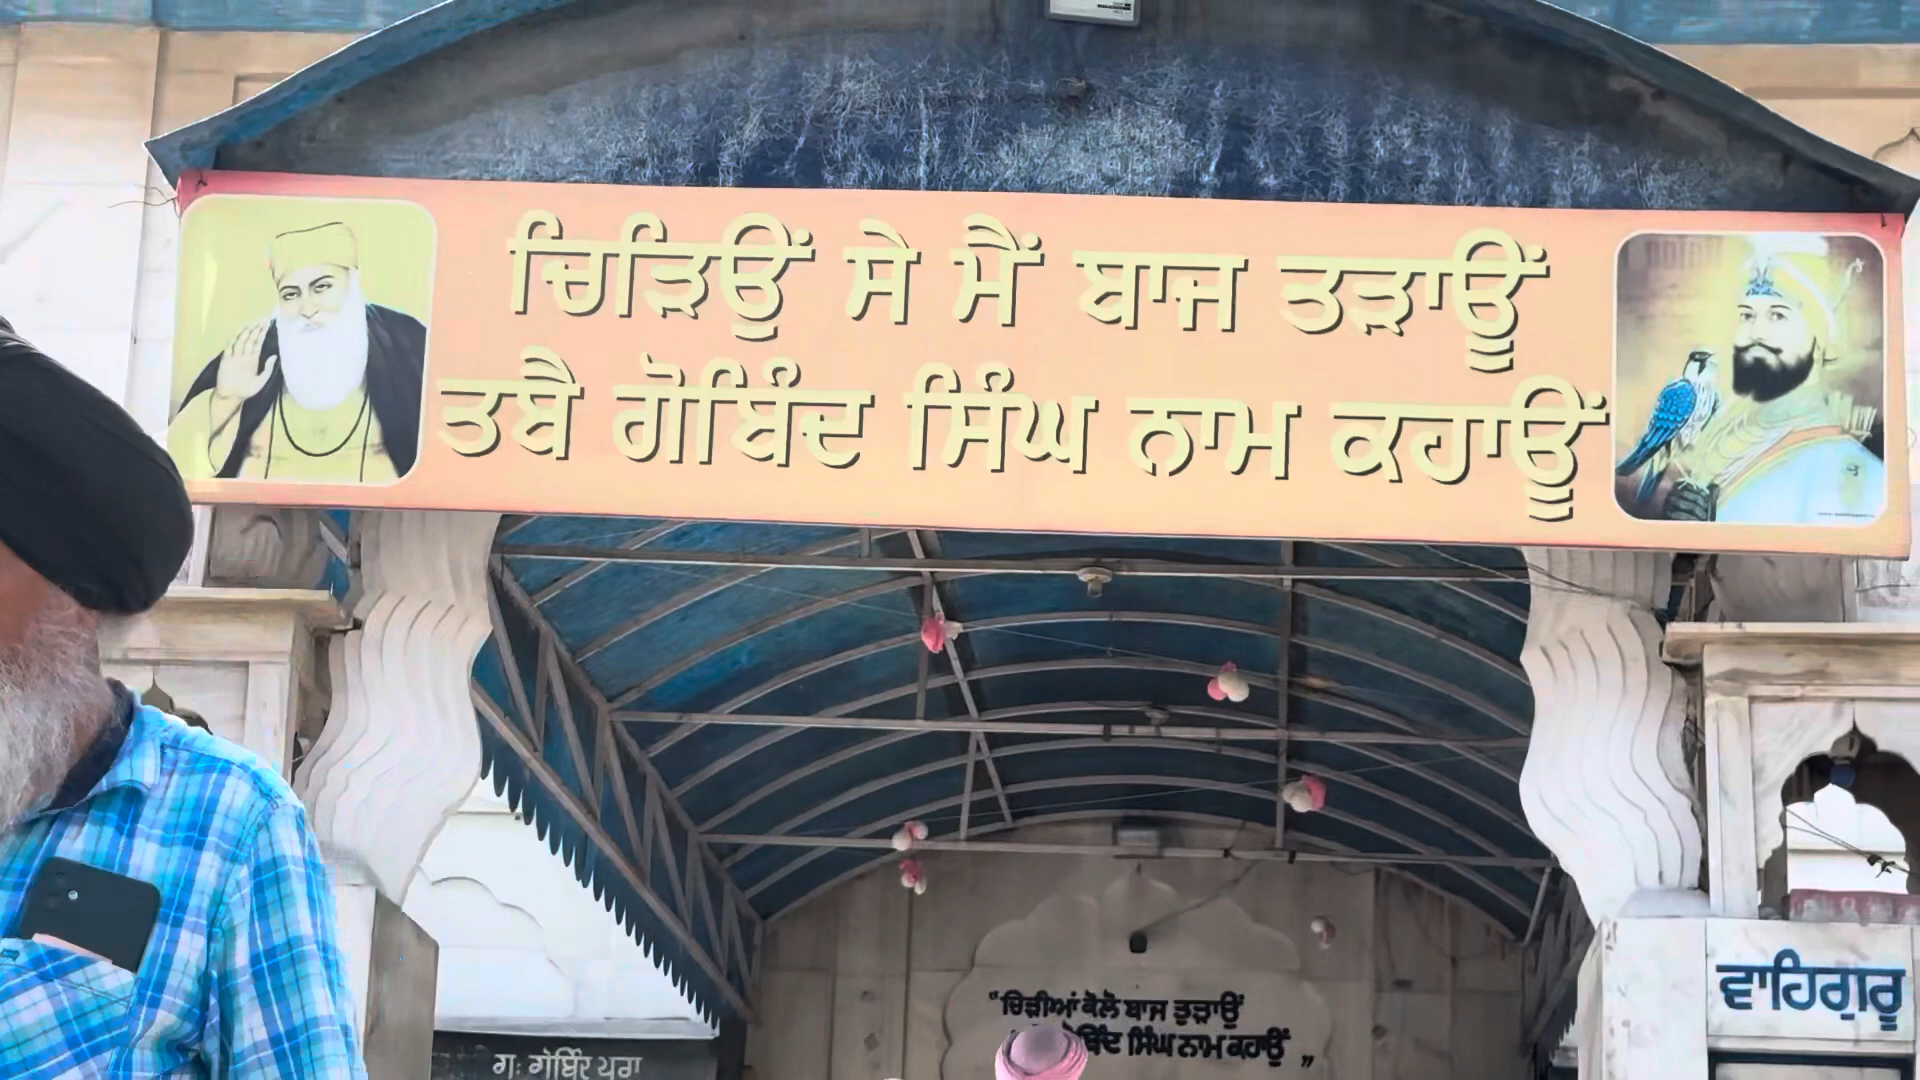 ਚਿੜਿਉਂ ਸੇ ਮੈਂ ਬਾਜ ਤੜਾਊਂ
ਤਬੈ ਗੋਬਿੰਦ ਸਿੰਘ ਨਾਮ ਕਹਾਊਂ
“ਚਿੜੀਆਂ ਕੋਲੋ ਬਾਜ ਤੁੜਾਉਂ
ਸਿੰਘ ਨਾਮ ਕਹਾਉਂ ”
ਵਾਹਿਗੁਰੂ
ਗੁ: ਗੋਬਿੰਦ ਪੁਰਾ